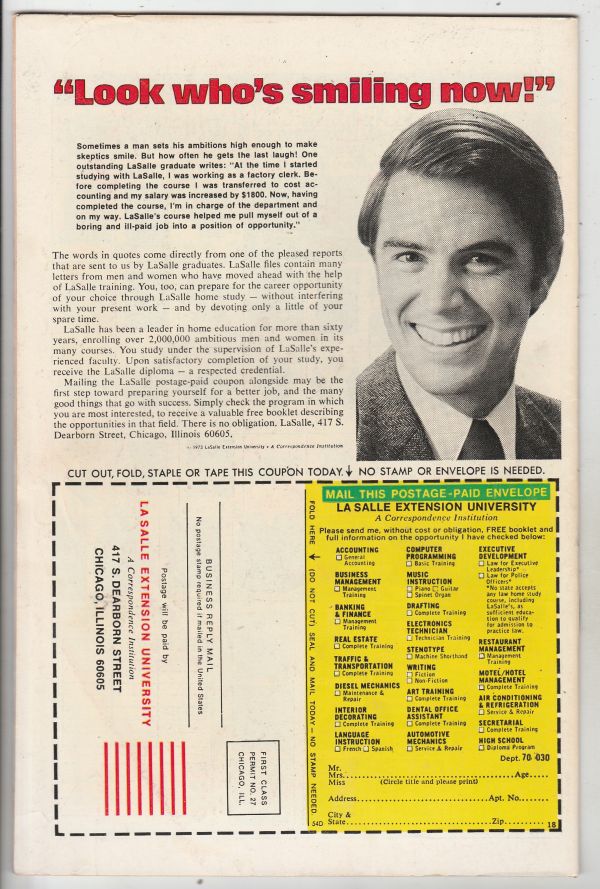 “Look who’s smiling now!”
Sometimes a man sets his ambitions high enough to make
skeptics smile. But how often he gets the last laugh! One
outstanding LaSalle graduate writes: “At the time I started
studying with LaSalle, I was working as a factory clerk. Be-
fore completing the course I was transferred to cost ac-
counting and my salary was increased by $1800. Now, having
completed the course, I’m in charge of the department and
on my way. LaSalle’s course helped me pull myself out of a
boring and ill-paid job into a position of opportunity.”
The words in quotes come directly from one of the pleased reports
that are sent to us by LaSalle graduates. LaSalle files contain many
letters from men and women who have moved ahead with the help
of LaSalle training. You, too, can prepare for the career opportunity
of your choice through LaSalle home study — without interfering
with your present work — and by devoting only a little of your
spare time.
LaSalle has been a leader in home education for more than sixty
years, enrolling over 2,000,000 ambitious men and women in its
many courses. You study under the supervision of LaSalle’s expe-
rienced faculty. Upon satisfactory completion of your study, you
receive the LaSalle diploma — a respected credential.
Mailing the LaSalle postage-paid coupon alongside may be the
first step toward preparing yourself for a better job, and the many
good things that go with success. Simply check the program in which
you are most interested, to receive a valuable free booklet describing
the opportunities in that field. There is no obligation. LaSalle, 417 S.
Dearborn Street, Chicago, Illinois 60605.
© 1973 LaSalle Extension University • A Correspondence Institution
CUT OUT, FOLD, STAPLE OR TAPE THIS COUPON TODAY. NO STAMP OR ENVELOPE IS NEEDED.
BUSINESS REPLY MAIL
No postage stamp required if mailed in the United States
Postage will be paid by
LA SALLE EXTENSION UNIVERSITY
A Correspondence Institution
417 S. DEARBORN STREET
CHICAGO, ILLINOIS 60605
FIRST CLASS
PERMIT NO. 27
CHICAGO, ILL.
FOLD HERE (DO NOT CUT) SEAL AND MAIL TODAY – NO STAMP NEEDED
54D
MAIL THIS POSTAGE-PAID ENVELOPE
LA SALLE EXTENSION UNIVERSITY
A Correspondence Institution
Please send me, without cost or obligation, FREE booklet and
full information on the opportunity I have checked below:
ACCOUNTING
General
Accounting
BUSINESS
MANAGEMENT
Management
Training
BANKING
& FINANCE
Management
Training
REAL ESTATE
Complete Training
TRAFFIC &
TRANSPORTATION
Complete Training
DIESEL MECHANICS
Maintenance &
Repair
INTERIOR
DECORATING
Complete Training
LANGUAGE
INSTRUCTION
French Spanish
COMPUTER
PROGRAMMING
Basic Training
MUSIC
INSTRUCTION
Piano Guitar
Spinet Organ
DRAFTING
Complete Training
ELECTRONICS
TECHNICIAN
Technician Training
STENOTYPE
Machine Shorthand
WRITING
Fiction
Non-Fiction
ART TRAINING
Complete Training
DENTAL OFFICE
ASSISTANT
Complete Training
AUTOMOTIVE
MECHANICS
Service & Repair
EXECUTIVE
DEVELOPMENT
Law for Executive
Leadership*
Law for Police
Officers*
*No state accepts
any law home study
course, including
LaSalle’s, as
sufficient educa-
tion to qualify
for admission to
practice law.
RESTAURANT
MANAGEMENT
Management
Training
MOTEL/HOTEL
MANAGEMENT
Complete Training
AIR CONDITIONING
& REFRIGERATION
Service & Repair
SECRETARIAL
Complete Training
HIGH SCHOOL
Diploma Program
Dept. 70 030
Mr.
Mrs. Age
Miss (Circle title and please print)
Address Apt. No.
City &
State Zip 18